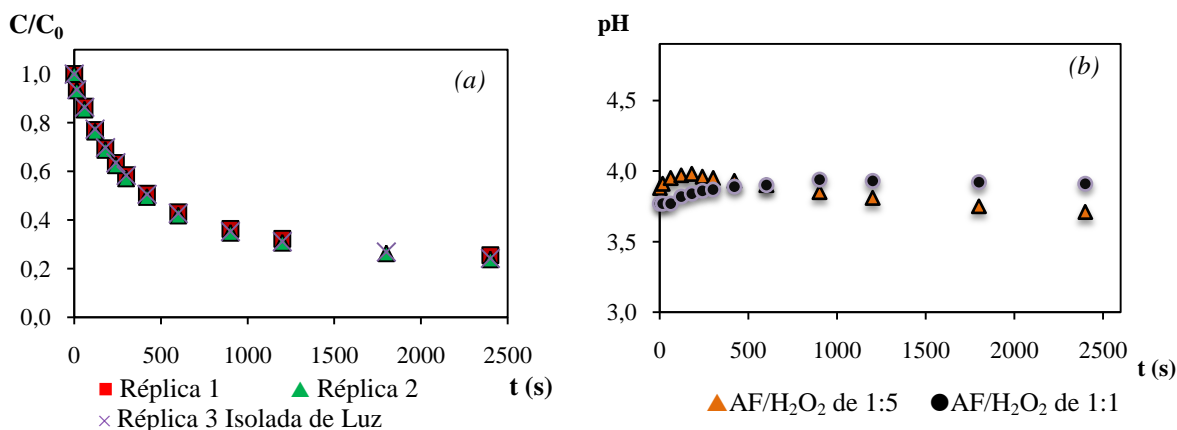 C/C₀
(a)
1,0
0,8
0,6
0,4
0,2
0,0
0 500 1000 1500 2000 2500
t (s)
Réplica 1 Réplica 2
Réplica 3 Isolada de Luz
pH
(b)
4,5
4,0
3,5
3,0
0 500 1000 1500 2000 2500
t (s)
AF/H₂O₂ de 1:5 AF/H₂O₂ de 1:1